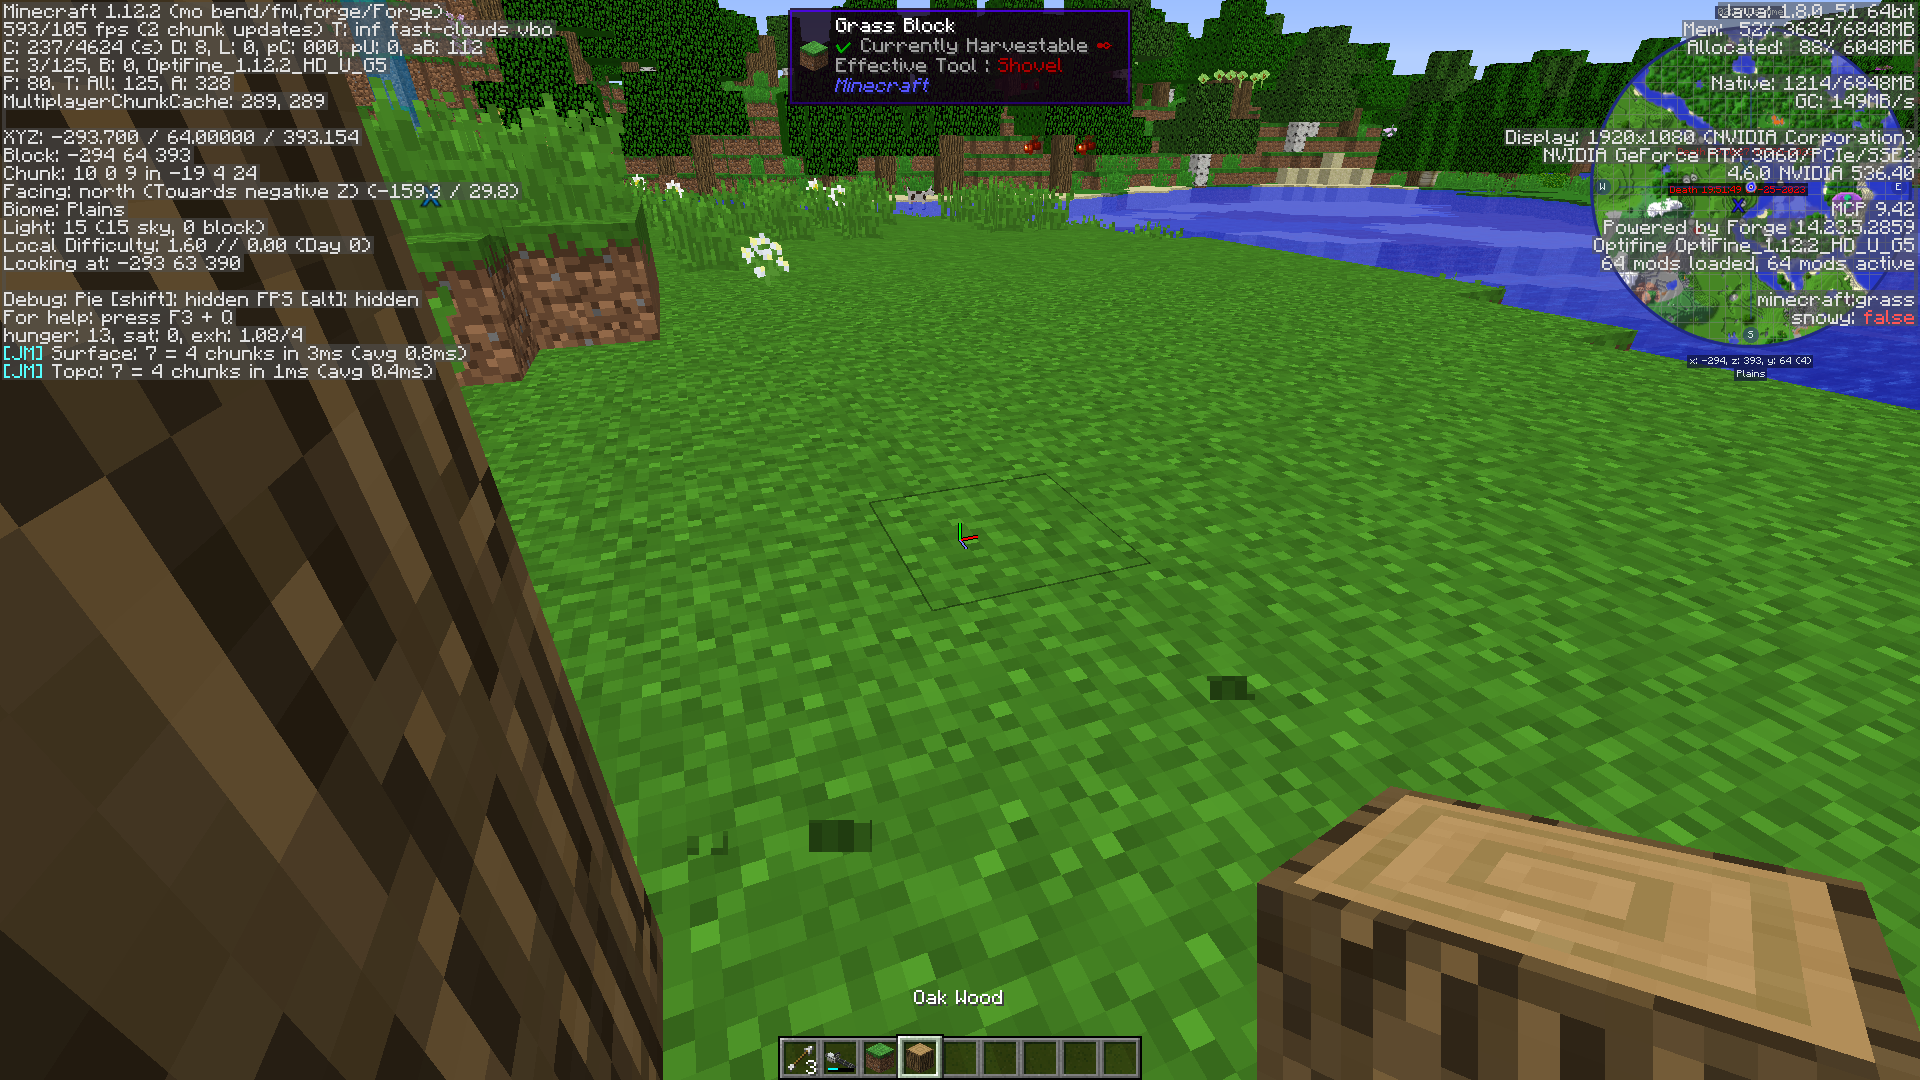 Minecraft 1.12.2 (mo bend/fml,forge/Forge)
593/105 fps (2 chunk updates) T: inf fast-clouds vbo
C: 237/4624 (s) D: 8, L: 0, pC: 000, pU: 0, aB: 112
E: 3/125, B: 0, OptiFine_1.12.2_HD_U_G5
P: 80. T: All: 125, A: 328
MultiplayerChunkCache: 289, 289
XYZ: -293.700 / 64.00000 / 393.154
Block: -294 64 393
Chunk: 10 0 9 in -19 4 24
Facing: north (Towards negative Z) (-159.3 / 29.8)
Biome: Plains
Light: 15 (15 sky, 0 block)
Local Difficulty: 1.60 // 0.00 (Day 0)
Looking at: -293 63 390
Debug: Pie [shift]: hidden FPS [alt]: hidden
For help: press F3 + Q
hunger: 13, sat: 0, exh: 1.08/4
[JM] Surface: 7 = 4 chunks in 3ms (avg 0.8ms)
[JM] Topo: 7 = 4 chunks in 1ms (avg 0.4ms)
Grass Block
✔ Currently Harvestable
Effective Tool : Shovel
Minecraft
Java: 1.8.0_51 64bit
Mem: 52% 3624/6848MB
Allocated: 88% 6048MB
Native: 1214/6848MB
GC: 149MB/s
Display: 1920x1080 (NVIDIA Corporation)
NVIDIA GeForce RTX 3060/PCIe/SSE2
4.6.0 NVIDIA 536.40
W
Death 19:51:49
-25-2023
E
MCP 9.42
Powered by Forge 14.23.5.2859
Optifine OptiFine_1.12.2_HD_U_G5
64 mods loaded, 64 mods active
minecraft:grass
snowy: false
S
x: -294, z: 393, y: 64 (4)
Plains
Oak Wood
3